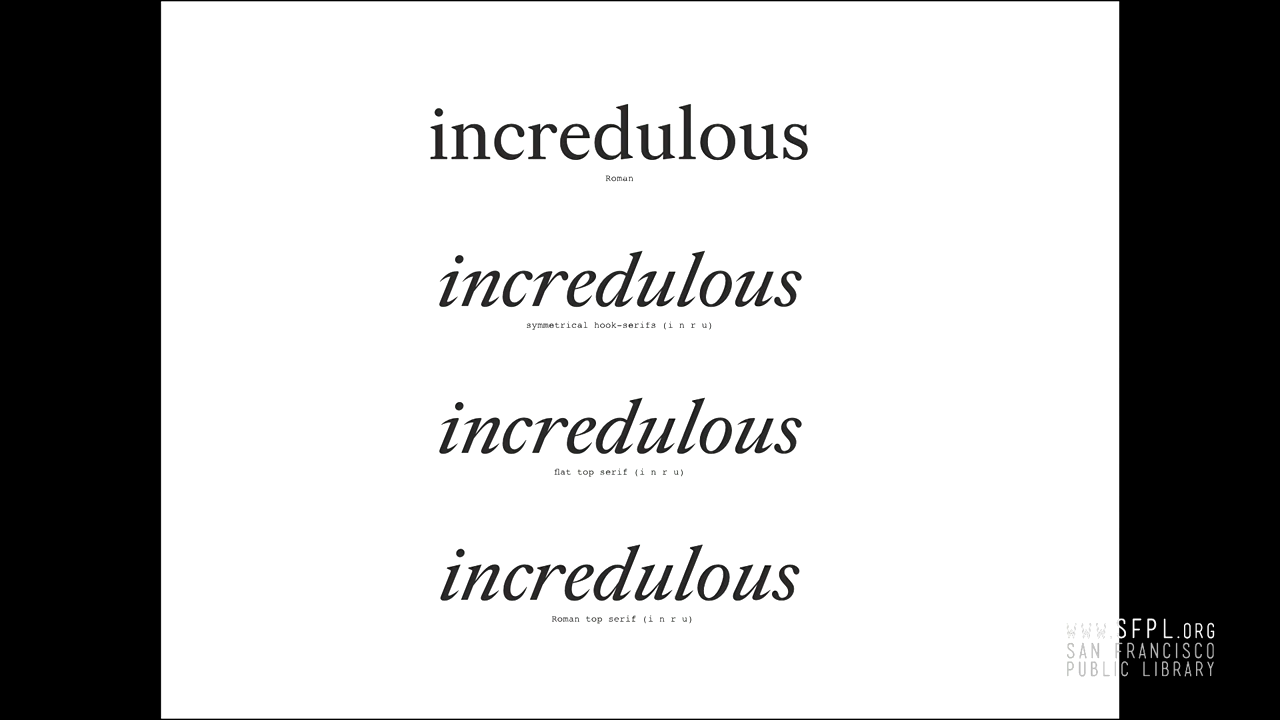 incredulous
Roman
incredulous
symmetrical hook-serifs (i n r u)
incredulous
flat top serif (i n r u)
incredulous
Roman top serif (i n r u)
www.SFPL.ORG
SAN FRANCISCO
PUBLIC LIBRARY